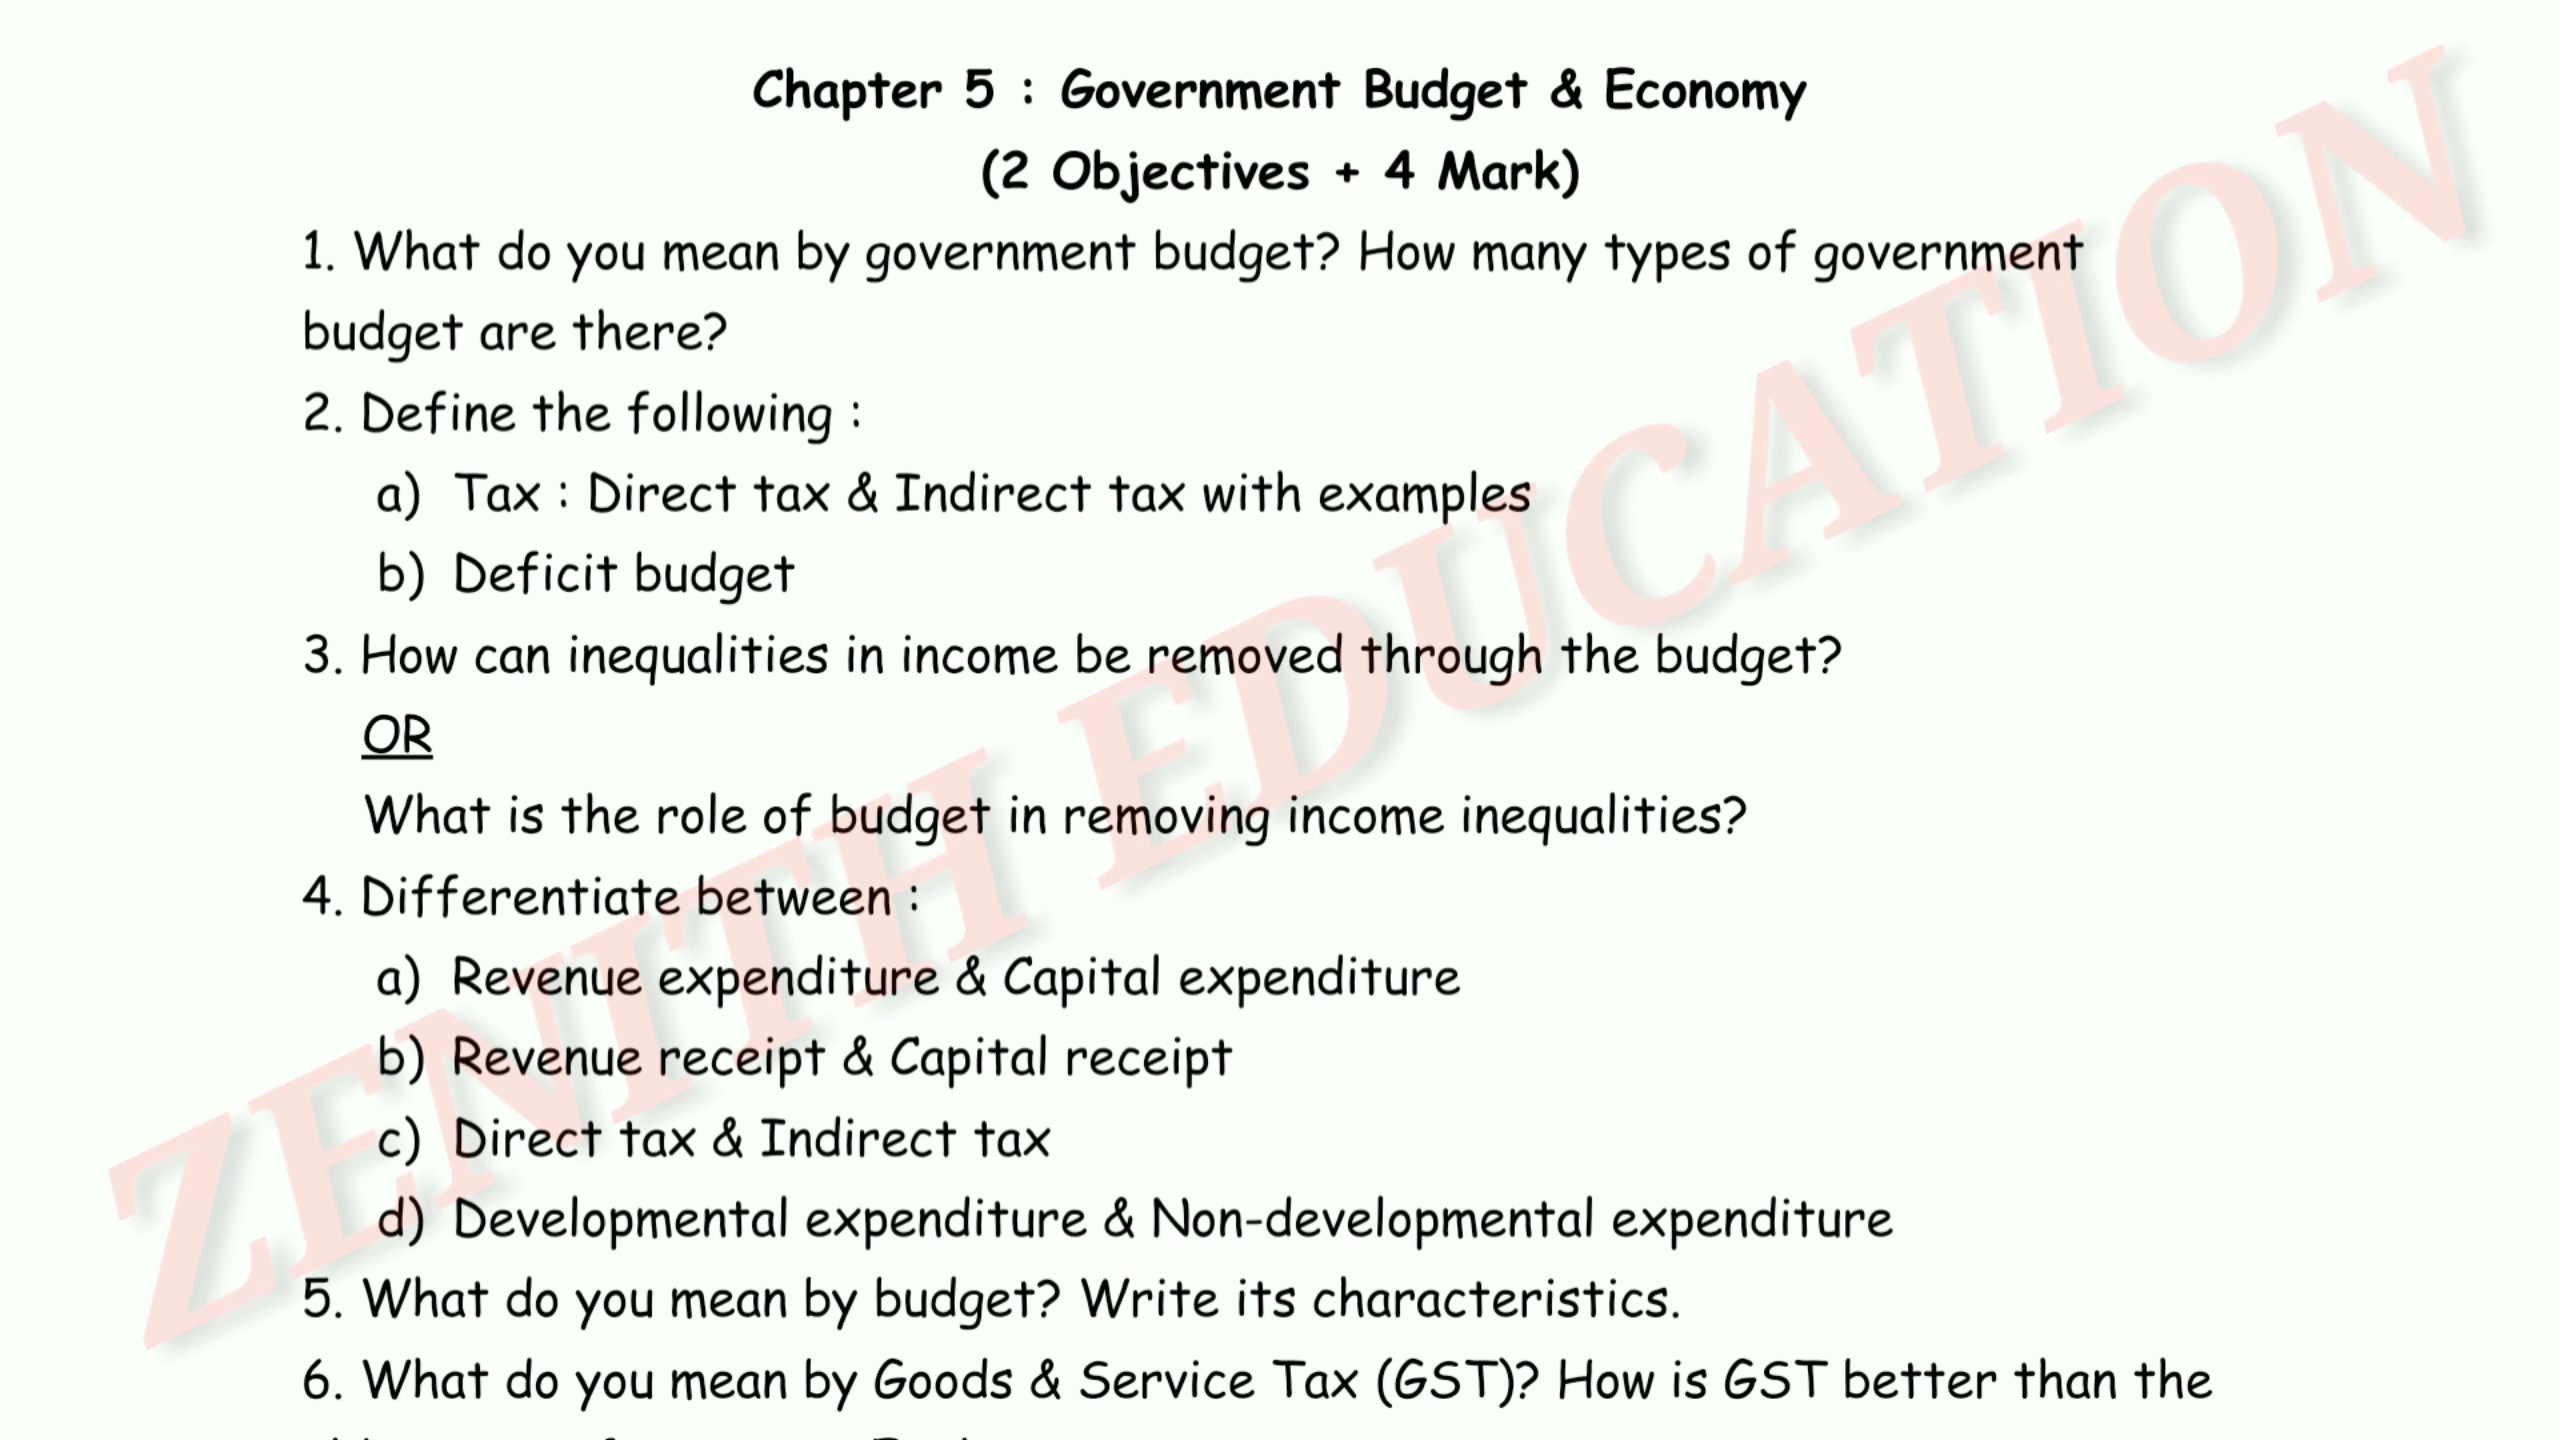 Chapter 5 : Government Budget & Economy
(2 Objectives + 4 Mark)
1. What do you mean by government budget? How many types of government
budget are there?
2. Define the following :
a) Tax : Direct tax & Indirect tax with examples
b) Deficit budget
3. How can inequalities in income be removed through the budget?
OR
What is the role of budget in removing income inequalities?
4. Differentiate between :
a) Revenue expenditure & Capital expenditure
b) Revenue receipt & Capital receipt
c) Direct tax & Indirect tax
d) Developmental expenditure & Non-developmental expenditure
5. What do you mean by budget? Write its characteristics.
6. What do you mean by Goods & Service Tax (GST)? How is GST better than the
ZENITH EDUCATION